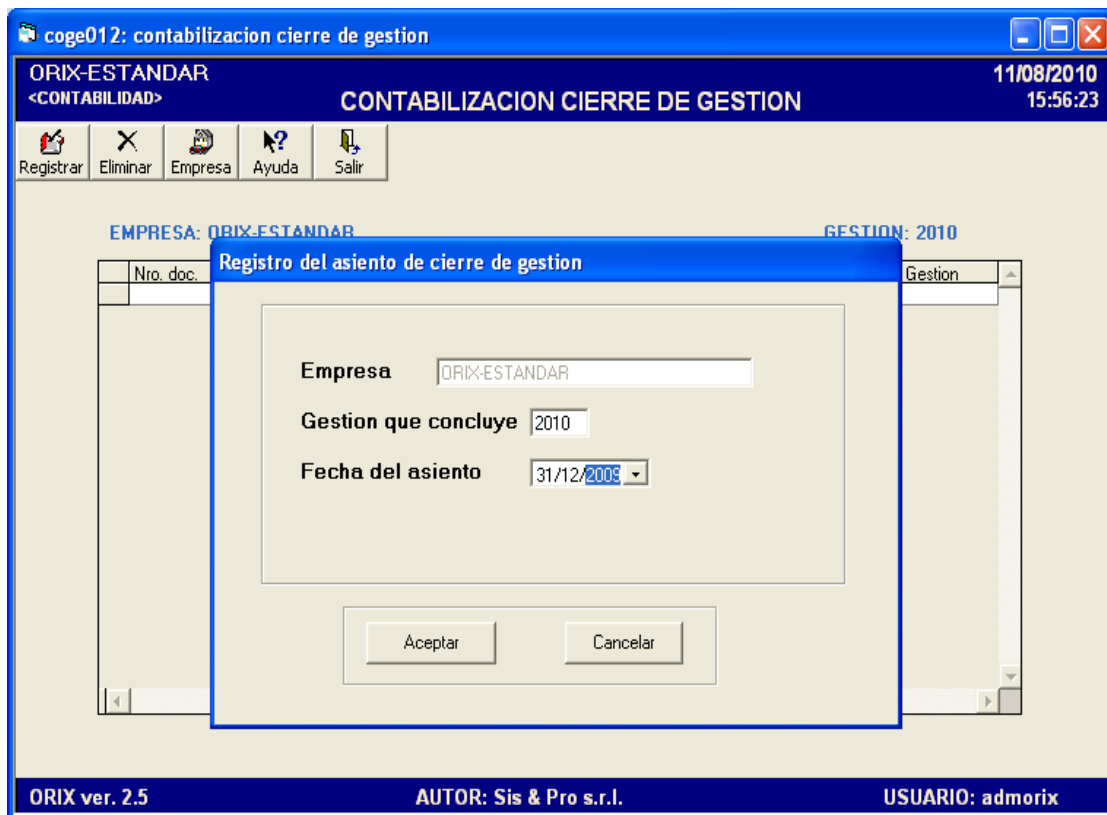 coge012: contabilizacion cierre de gestion
ORIX-ESTANDAR
11/08/2010
<CONTABILIDAD>
CONTABILIZACION CIERRE DE GESTION
15:56:23
Registrar Eliminar Empresa Ayuda Salir
EMPRESA: ORIX-ESTANDAR GESTION: 2010
Registro del asiento de cierre de gestion
Nro. doc. Gestion
Empresa ORIX-ESTANDAR
Gestion que concluye 2010
Fecha del asiento 31/12/2009
Aceptar Cancelar
ORIX ver. 2.5 AUTOR: Sis & Pro s.r.l. USUARIO: admorix